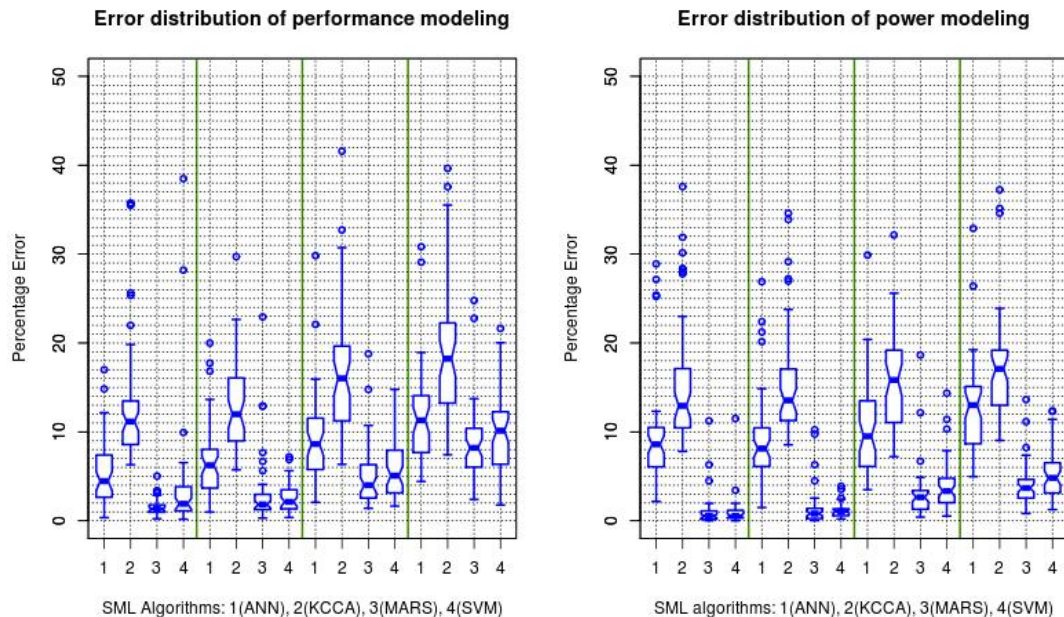 Error distribution of performance modeling
Percentage Error
50
40
30
20
10
0
1 2 3 4 1 2 3 4 1 2 3 4 1 2 3 4
SML Algorithms: 1(ANN), 2(KCCA), 3(MARS), 4(SVM)
Error distribution of power modeling
Percentage Error
50
40
30
20
10
0
1 2 3 4 1 2 3 4 1 2 3 4 1 2 3 4
SML algorithms: 1(ANN), 2(KCCA), 3(MARS), 4(SVM)